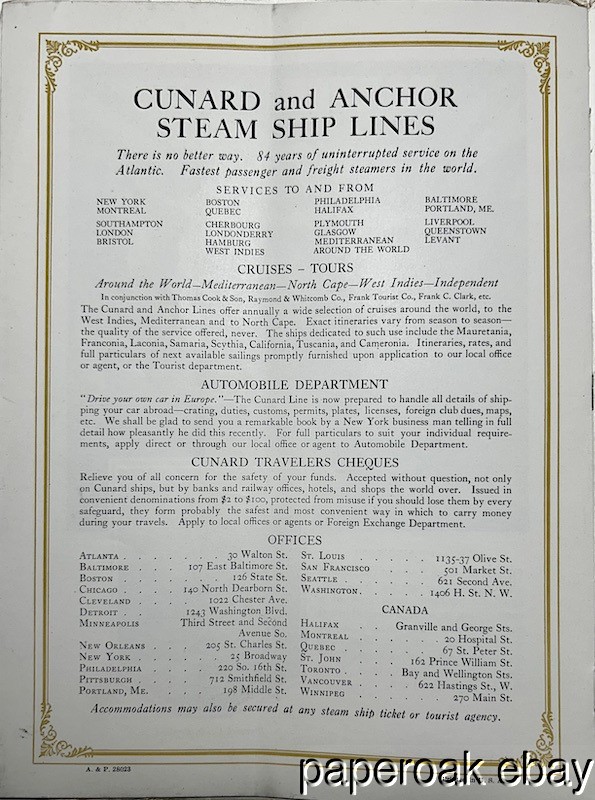 CUNARD and ANCHOR
STEAM SHIP LINES
There is no better way. 84 years of uninterrupted service on the
Atlantic. Fastest passenger and freight steamers in the world.
SERVICES TO AND FROM
NEW YORK BOSTON PHILADELPHIA BALTIMORE
MONTREAL QUEBEC HALIFAX PORTLAND, ME.
SOUTHAMPTON CHERBOURG PLYMOUTH LIVERPOOL
LONDON LONDONDERRY GLASGOW QUEENSTOWN
BRISTOL HAMBURG MEDITERRANEAN LEVANT
WEST INDIES AROUND THE WORLD
CRUISES – TOURS
Around the World—Mediterranean—North Cape—West Indies—Independent
In conjunction with Thomas Cook & Son, Raymond & Whitcomb Co., Frank Tourist Co., Frank C. Clark, etc.
The Cunard and Anchor Lines offer annually a wide selection of cruises around the world, to the
West Indies, Mediterranean and to North Cape. Exact itineraries vary from season to season—
the quality of the service offered, never. The ships dedicated to such use include the Mauretania,
Franconia, Laconia, Samaria, Scythia, California, Tuscania, and Cameronia. Itineraries, rates, and
full particulars of next available sailings promptly furnished upon application to our local office
or agent, or the Tourist department.
AUTOMOBILE DEPARTMENT
"Drive your own car in Europe."—The Cunard Line is now prepared to handle all details of ship-
ping your car abroad—crating, duties, customs, permits, plates, licenses, foreign club dues, maps,
etc. We shall be glad to send you a remarkable book by a New York business man telling in full
detail how pleasantly he did this recently. For full particulars to suit your individual require-
ments, apply direct or through our local office or agent to Automobile Department.
CUNARD TRAVELERS CHEQUES
Relieve you of all concern for the safety of your funds. Accepted without question, not only
on Cunard ships, but by banks and railway offices, hotels, and shops the world over. Issued in
convenient denominations from $2 to $100, protected from misuse if you should lose them by every
safeguard, they form probably the safest and most convenient way in which to carry money
during your travels. Apply to local offices or agents or Foreign Exchange Department.
OFFICES
ATLANTA . . . . . . . 30 Walton St.
BALTIMORE . . . 107 East Baltimore St.
BOSTON . . . . . . . 126 State St.
CHICAGO . . . . 140 North Dearborn St.
CLEVELAND . . . . . 1022 Chester Ave.
DETROIT . . . 1243 Washington Blvd.
MINNEAPOLIS Third Street and Second
Avenue So.
NEW ORLEANS . . . . 205 St. Charles St.
NEW YORK . . . . . . 25 Broadway
PHILADELPHIA . . . . 220 So. 16th St.
PITTSBURGH . . . . 712 Smithfield St.
PORTLAND, ME. . . . . 198 Middle St.
ST. LOUIS . . . . . 1135-37 Olive St.
SAN FRANCISCO . . . . 501 Market St.
SEATTLE . . . . . . 621 Second Ave.
WASHINGTON . . . . 1406 H. St. N. W.
CANADA
HALIFAX . . Granville and George Sts.
MONTREAL . . . . . 20 Hospital St.
QUEBEC . . . . . . 67 St. Peter St.
ST. JOHN . . . 162 Prince William St.
TORONTO . . Bay and Wellington Sts.
VANCOUVER . . . 622 Hastings St., W.
WINNIPEG . . . . . . 270 Main St.
Accommodations may also be secured at any steam ship ticket or tourist agency.
A. & P. 28023
paperoak ebay